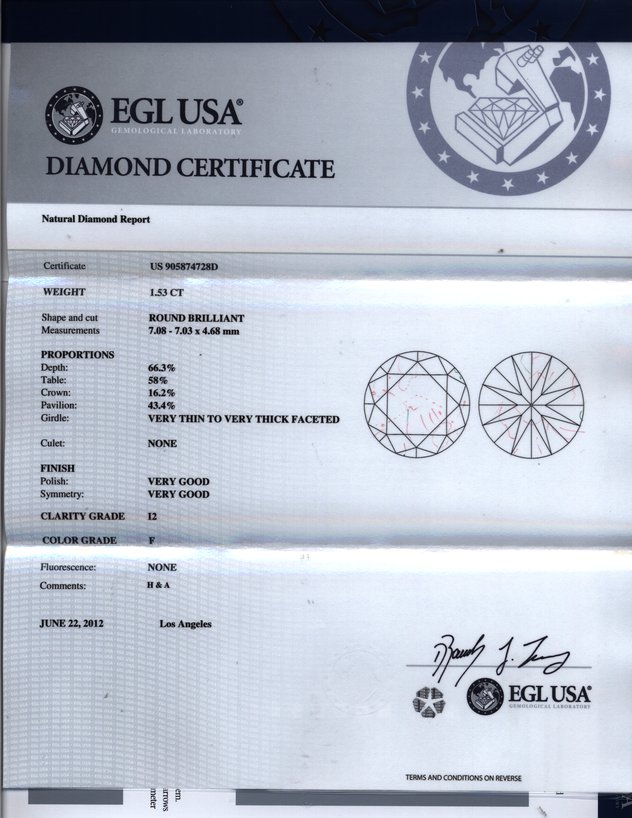 EGL USA®
GEMOLOGICAL LABORATORY
DIAMOND CERTIFICATE
Natural Diamond Report
Certificate US 905874728D
WEIGHT 1.53 CT
Shape and cut ROUND BRILLIANT
Measurements 7.08 - 7.03 x 4.68 mm
PROPORTIONS
Depth: 66.3%
Table: 58%
Crown: 16.2%
Pavilion: 43.4%
Girdle: VERY THIN TO VERY THICK FACETED
Culet: NONE
FINISH
Polish: VERY GOOD
Symmetry: VERY GOOD
CLARITY GRADE I2
COLOR GRADE F
Fluorescence: NONE
Comments: H & A
JUNE 22, 2012 Los Angeles
EGL USA®
GEMOLOGICAL LABORATORY
TERMS AND CONDITIONS ON REVERSE
em.
arrows
meter